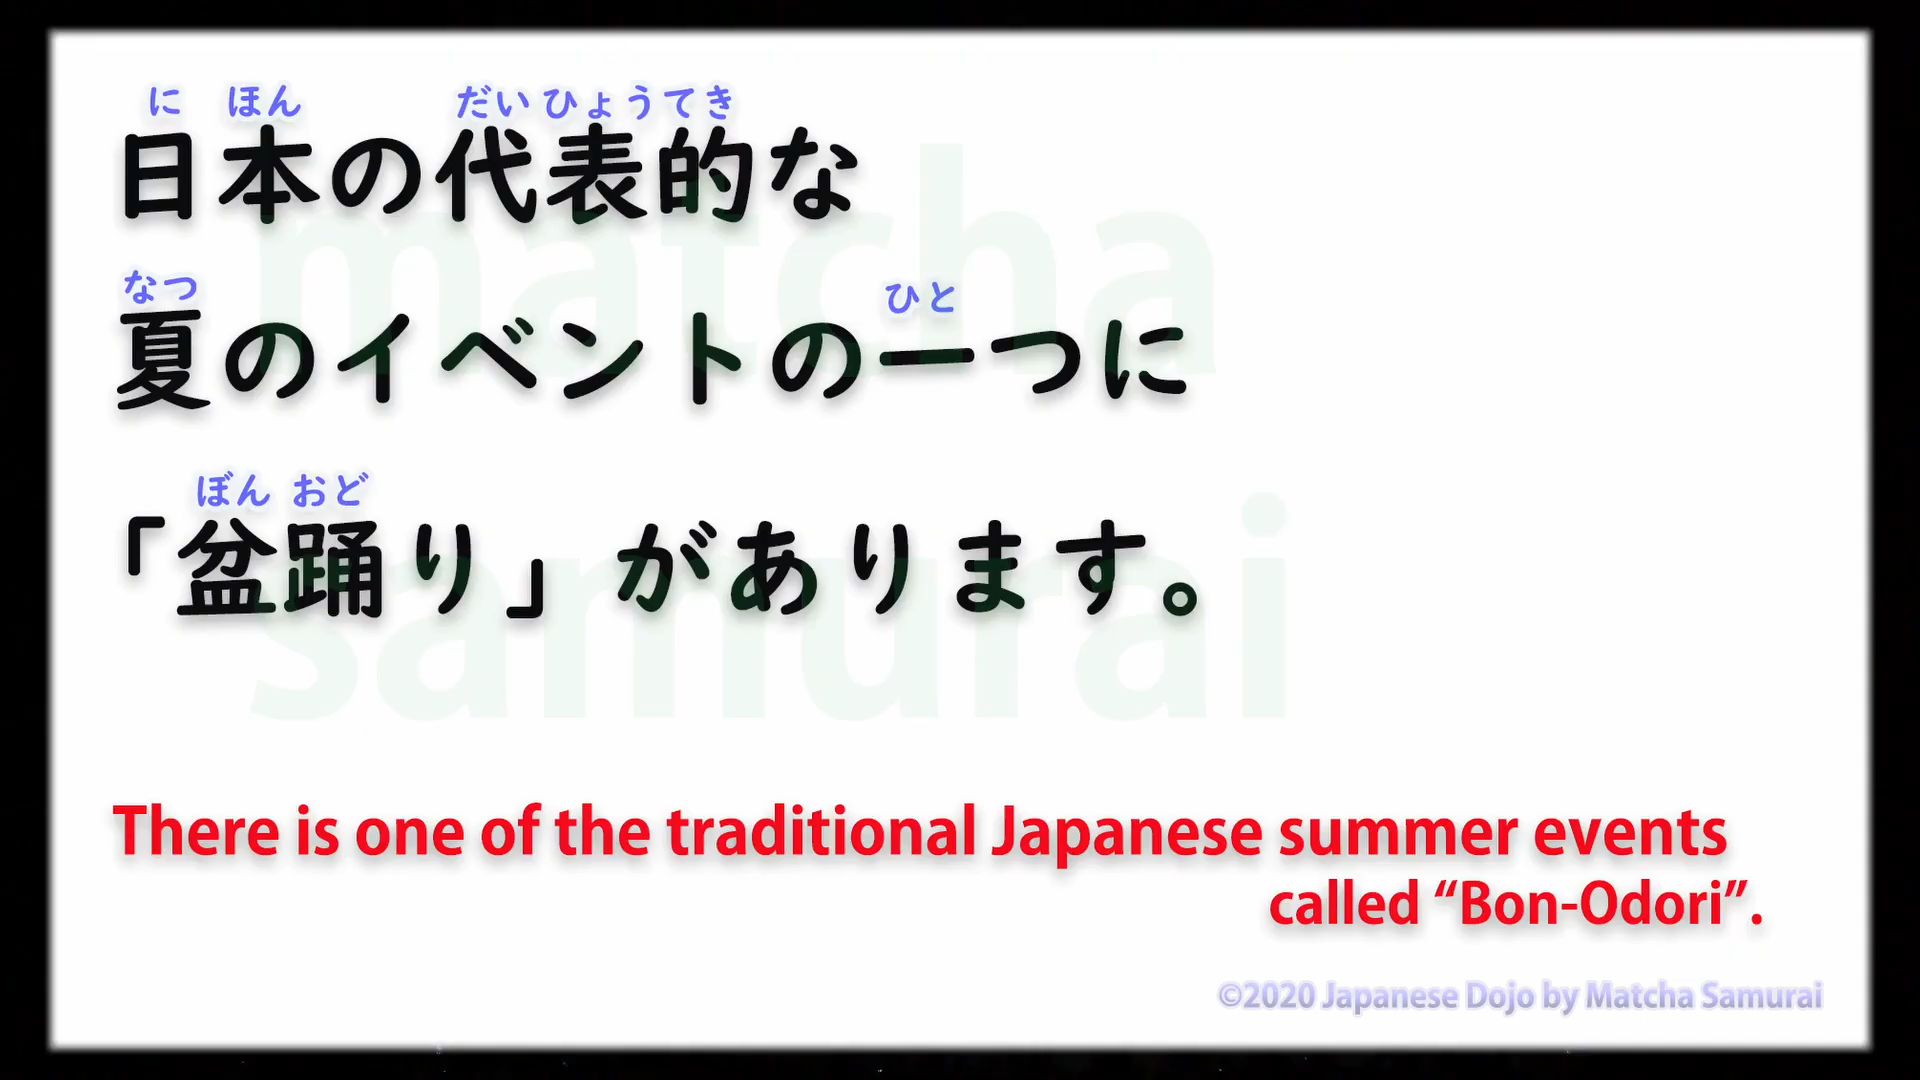 に ほん だい ひょう てき
日本の代表的な
なつ ひと
夏のイベントの一つに
ぼん おど
「盆踊り」があります。
matcha
samurai
There is one of the traditional Japanese summer events
called “Bon-Odori”.
©2020 Japanese Dojo by Matcha Samurai